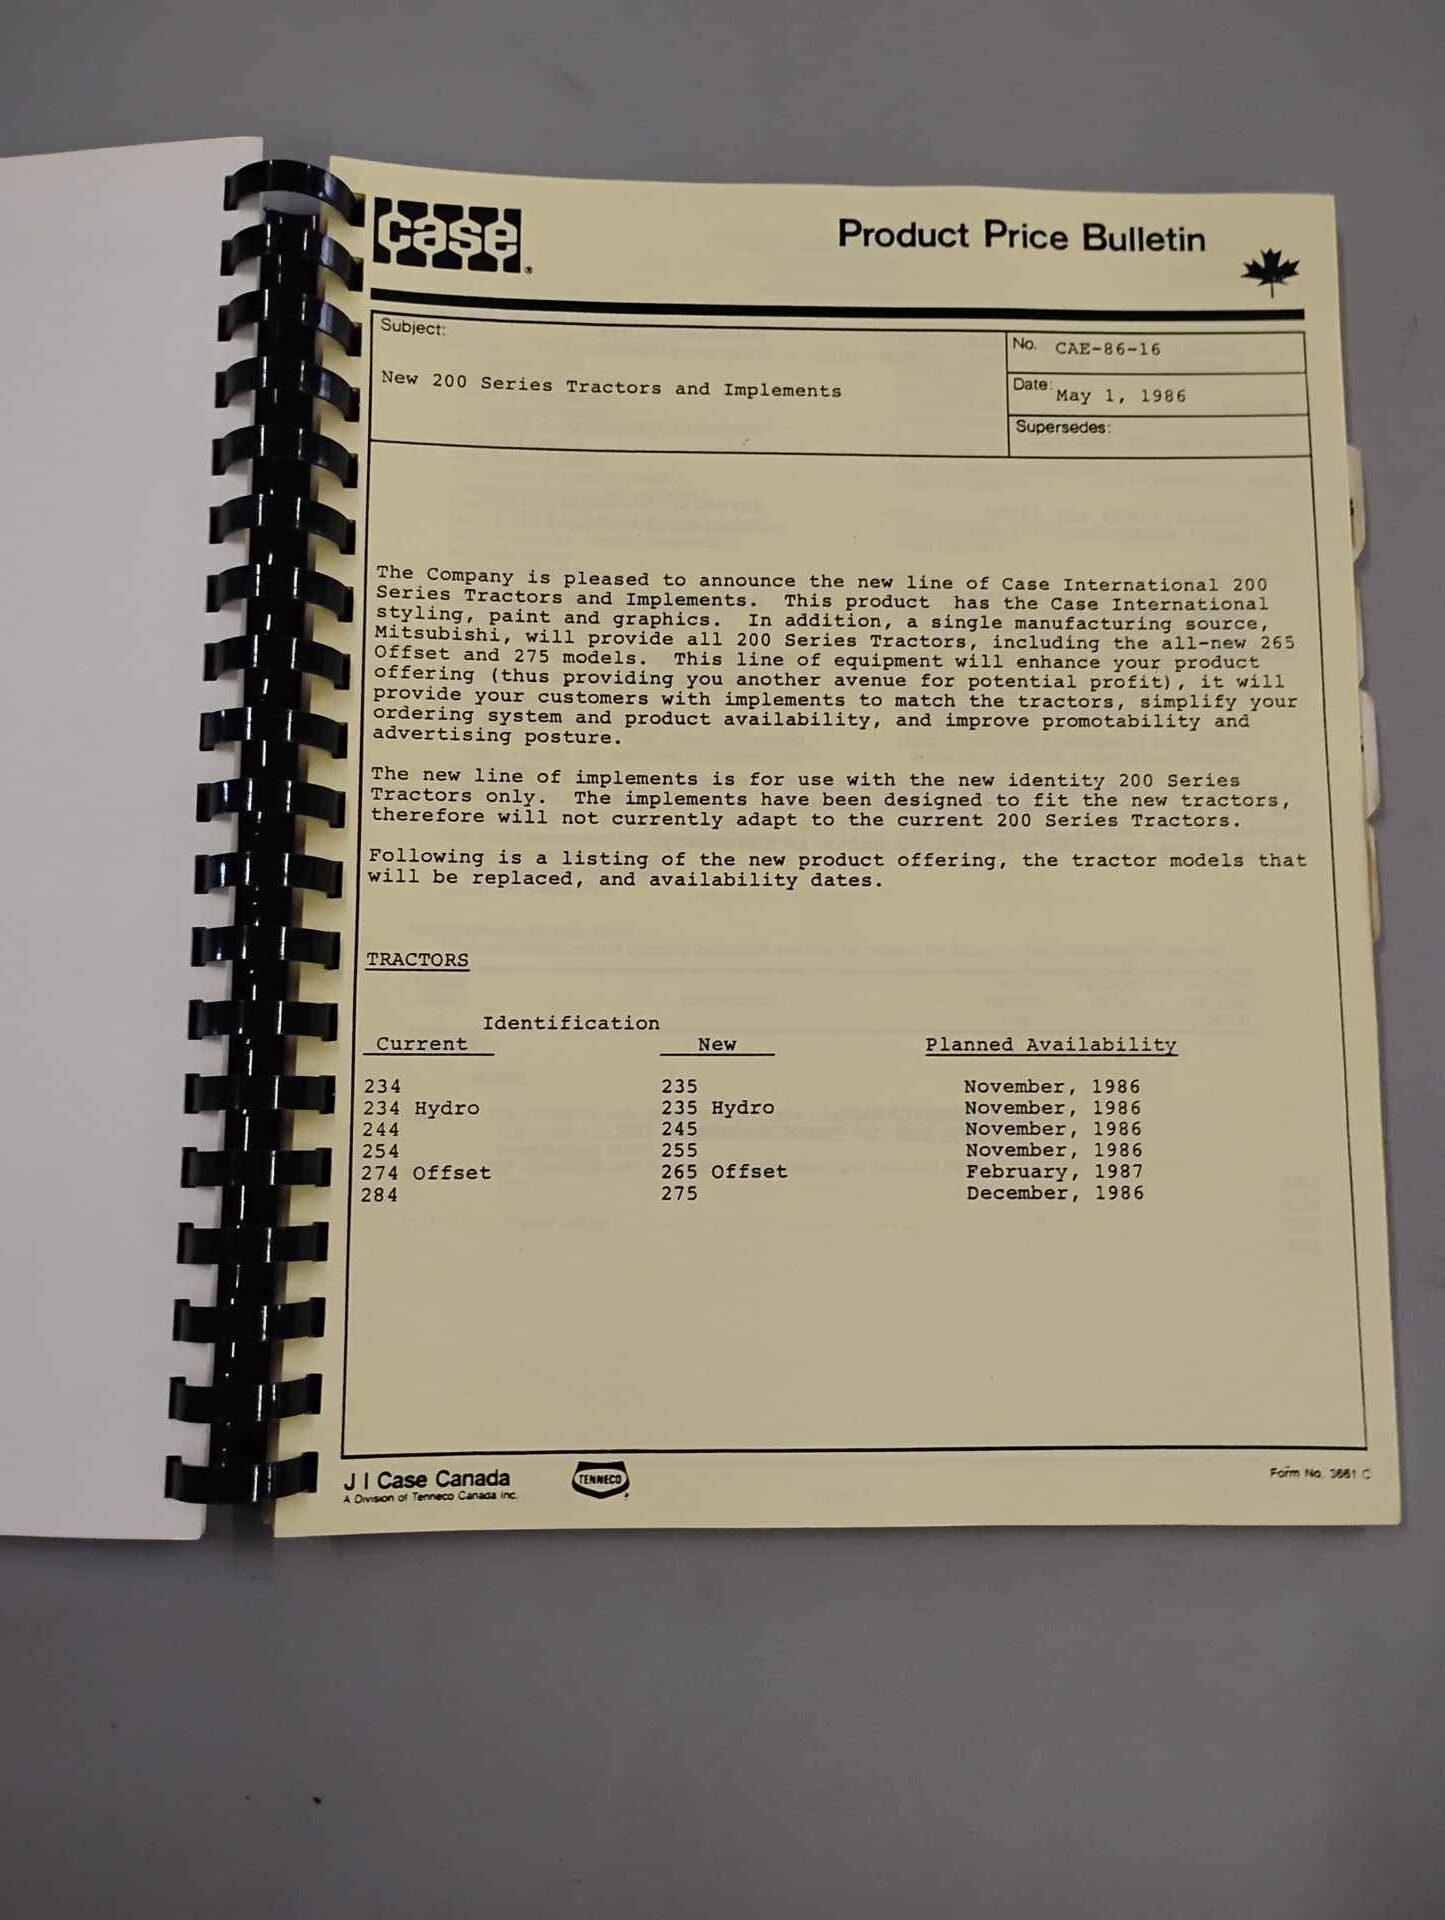 case
Product Price Bulletin
Subject:
New 200 Series Tractors and Implements
No. CAE-86-16
Date: May 1, 1986
Supersedes:
The Company is pleased to announce the new line of Case International 200
Series Tractors and Implements. This product has the Case International
styling, paint and graphics. In addition, a single manufacturing source,
Mitsubishi, will provide all 200 Series Tractors, including the all-new 265
Offset and 275 models. This line of equipment will enhance your product
offering (thus providing you another avenue for potential profit), it will
provide your customers with implements to match the tractors, simplify your
ordering system and product availability, and improve promotability and
advertising posture.
The new line of implements is for use with the new identity 200 Series
Tractors only. The implements have been designed to fit the new tractors,
therefore will not currently adapt to the current 200 Series Tractors.
Following is a listing of the new product offering, the tractor models that
will be replaced, and availability dates.
TRACTORS
Identification
Current New Planned Availability
234 235 November, 1986
234 Hydro 235 Hydro November, 1986
244 245 November, 1986
254 255 November, 1986
274 Offset 265 Offset February, 1987
284 275 December, 1986
J I Case Canada
A Division of Tenneco Canada Inc.
TENNECO
Form No. 3661 C